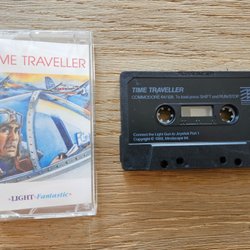 TIME TRAVELLER
LIGHT Fantastic
TIME TRAVELLER
COMMODORE 64/128. To load press SHIFT and RUN/STOP
Connect the Light Gun to Joystick Port 1
Copyright © 1989, Mindscape Int.